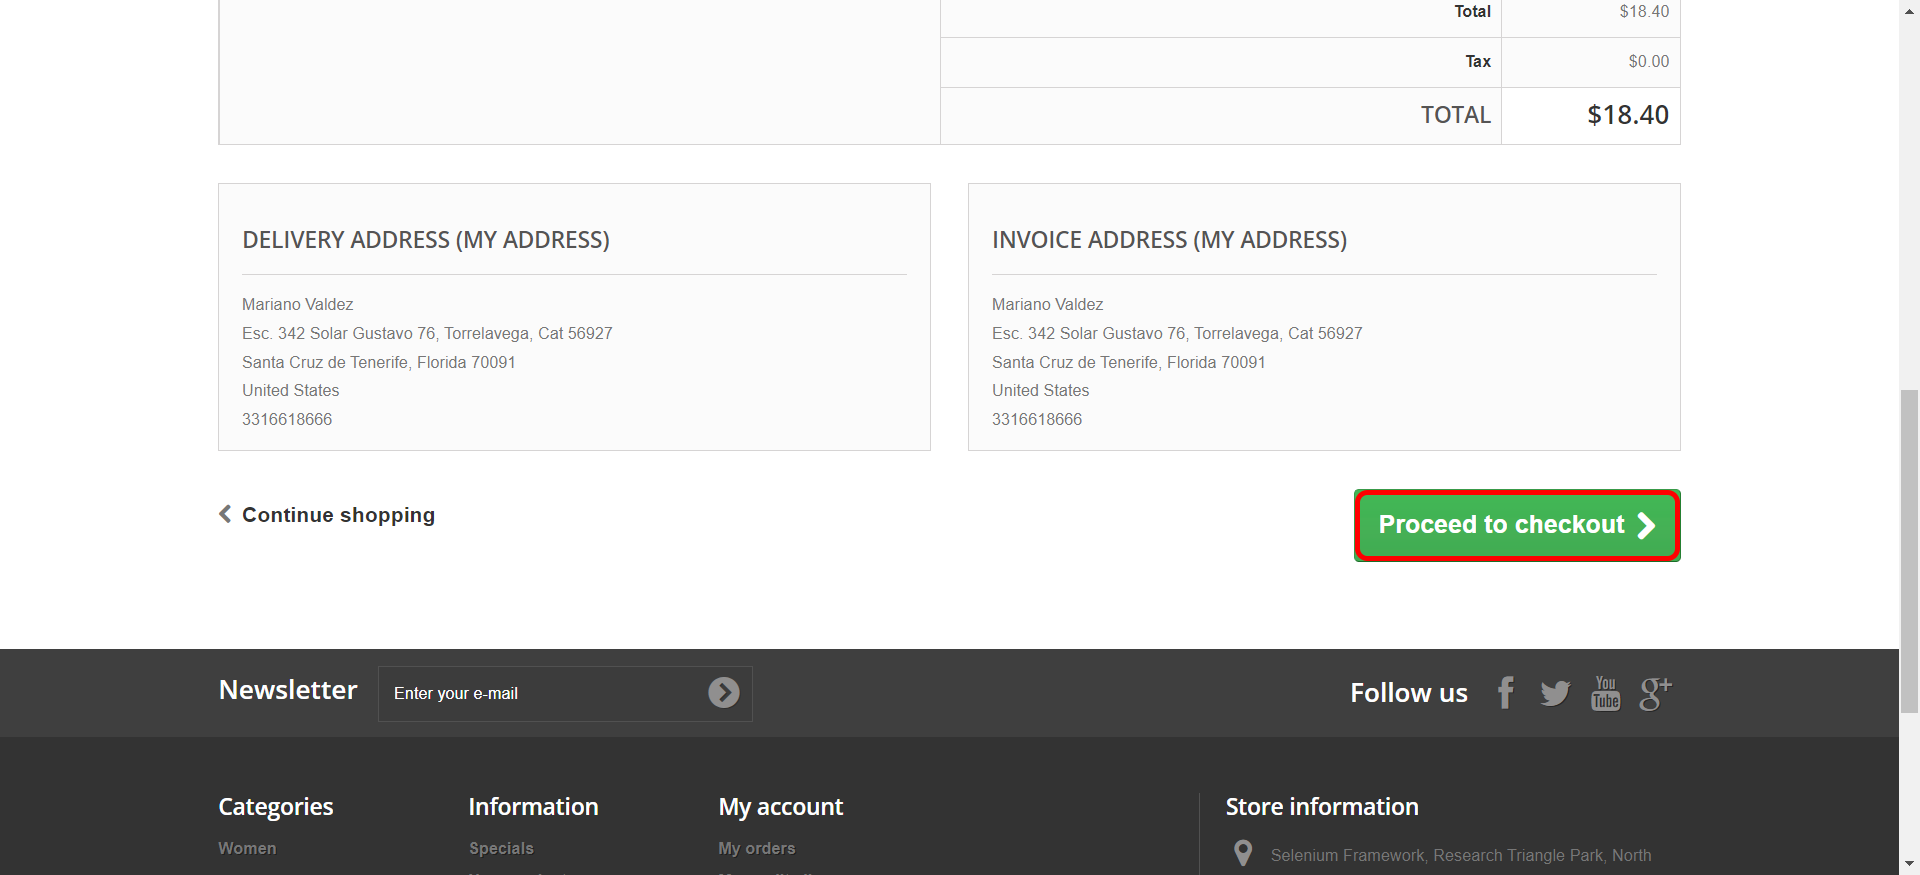 Total $18.40
Tax $0.00
TOTAL $18.40
DELIVERY ADDRESS (MY ADDRESS)
Mariano Valdez
Esc. 342 Solar Gustavo 76, Torrelavega, Cat 56927
Santa Cruz de Tenerife, Florida 70091
United States
3316618666
INVOICE ADDRESS (MY ADDRESS)
Mariano Valdez
Esc. 342 Solar Gustavo 76, Torrelavega, Cat 56927
Santa Cruz de Tenerife, Florida 70091
United States
3316618666
Continue shopping
Proceed to checkout
Newsletter
Enter your e-mail
Follow us
You
Tube
g+
Categories
Women
Information
Specials
My account
My orders
Store information
Selenium Framework, Research Triangle Park, North